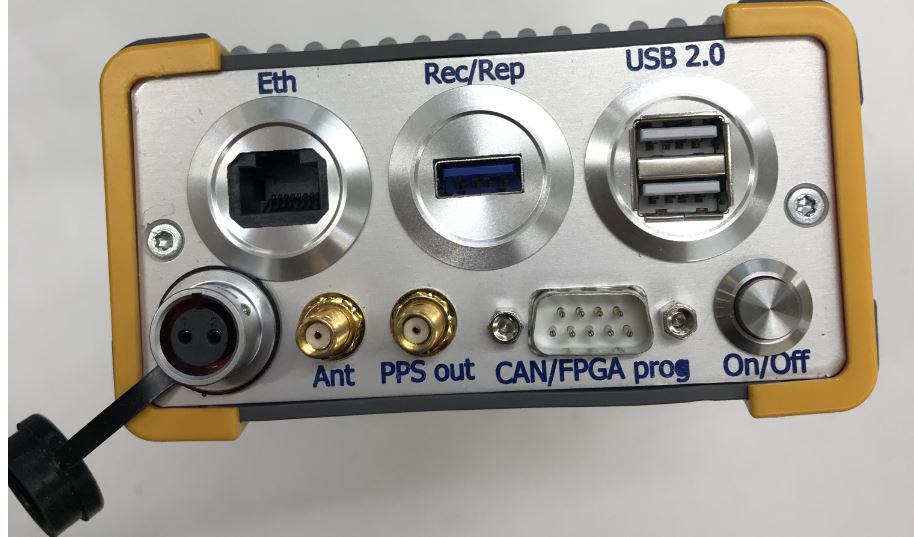 Eth
Rec/Rep
USB 2.0
Ant
PPS out
CAN/FPGA prog
On/Off